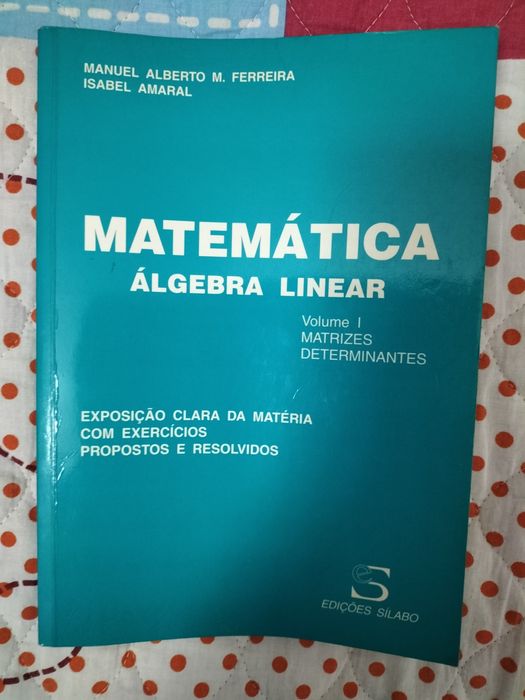 MANUEL ALBERTO M. FERREIRA
ISABEL AMARAL
MATEMÁTICA
ÁLGEBRA LINEAR
Volume I
MATRIZES
DETERMINANTES
EXPOSIÇÃO CLARA DA MATÉRIA
COM EXERCÍCIOS
PROPOSTOS E RESOLVIDOS
eS
EDIÇÕES SÍLABO